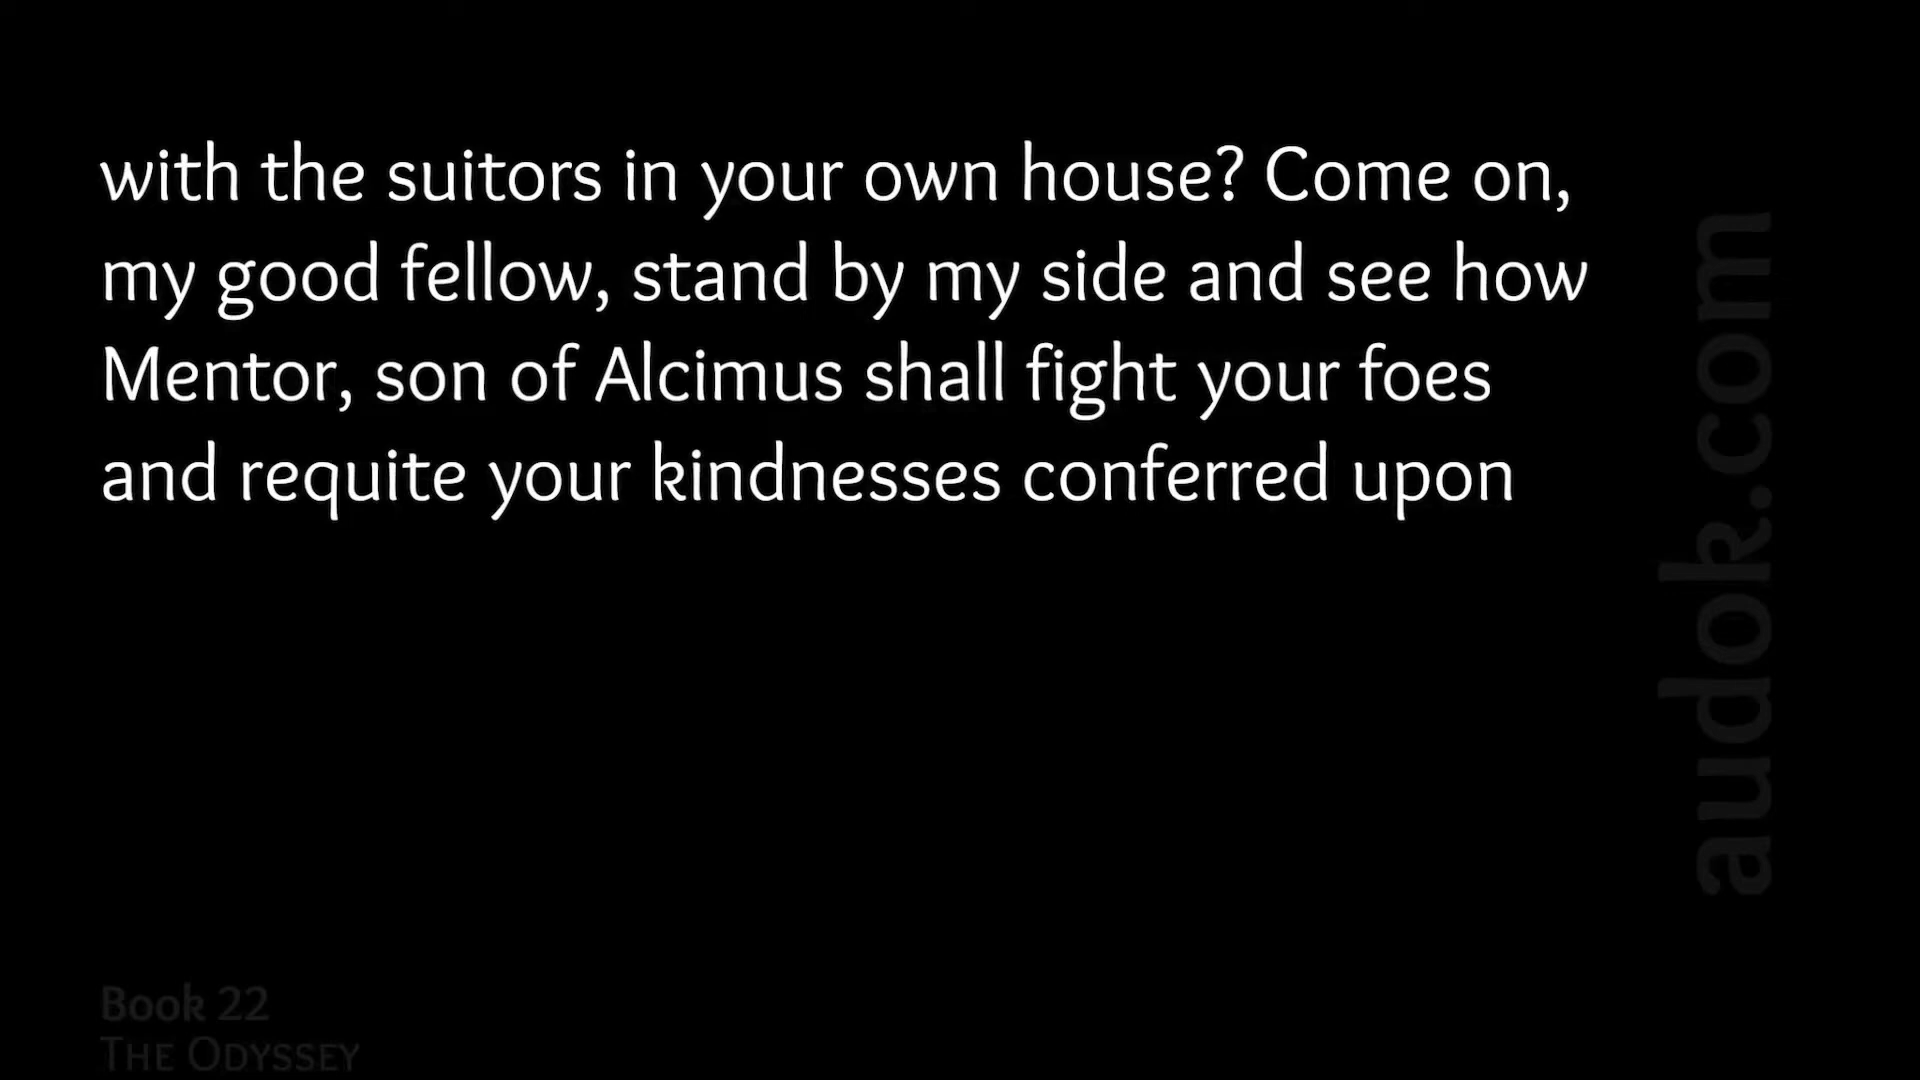 with the suitors in your own house? Come on,
my good fellow, stand by my side and see how
Mentor, son of Alcimus shall fight your foes
and requite your kindnesses conferred upon
audok.com
Book 22
THE ODYSSEY